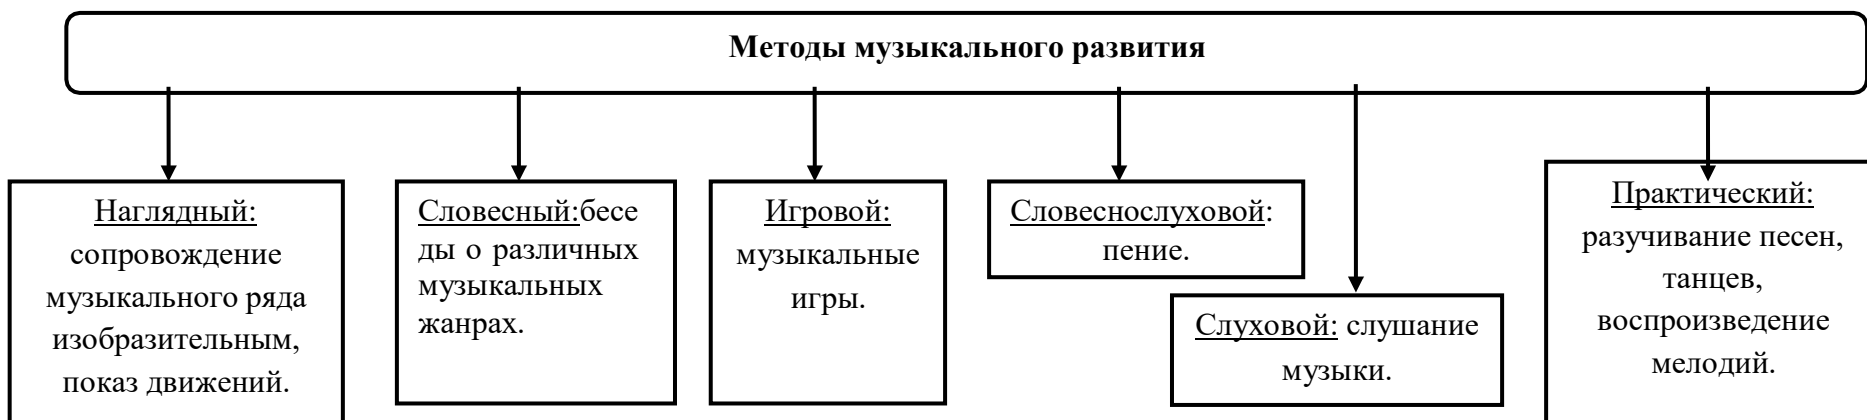 Методы музыкального развития
Наглядный:
сопровождение
музыкального ряда
изобразительным,
показ движений.
Словесный:бесе
ды о различных
музыкальных
жанрах.
Игровой:
музыкальные
игры.
Словеснослуховой:
пение.
Слуховой: слушание
музыки.
Практический:
разучивание песен,
танцев,
воспроизведение
мелодий.